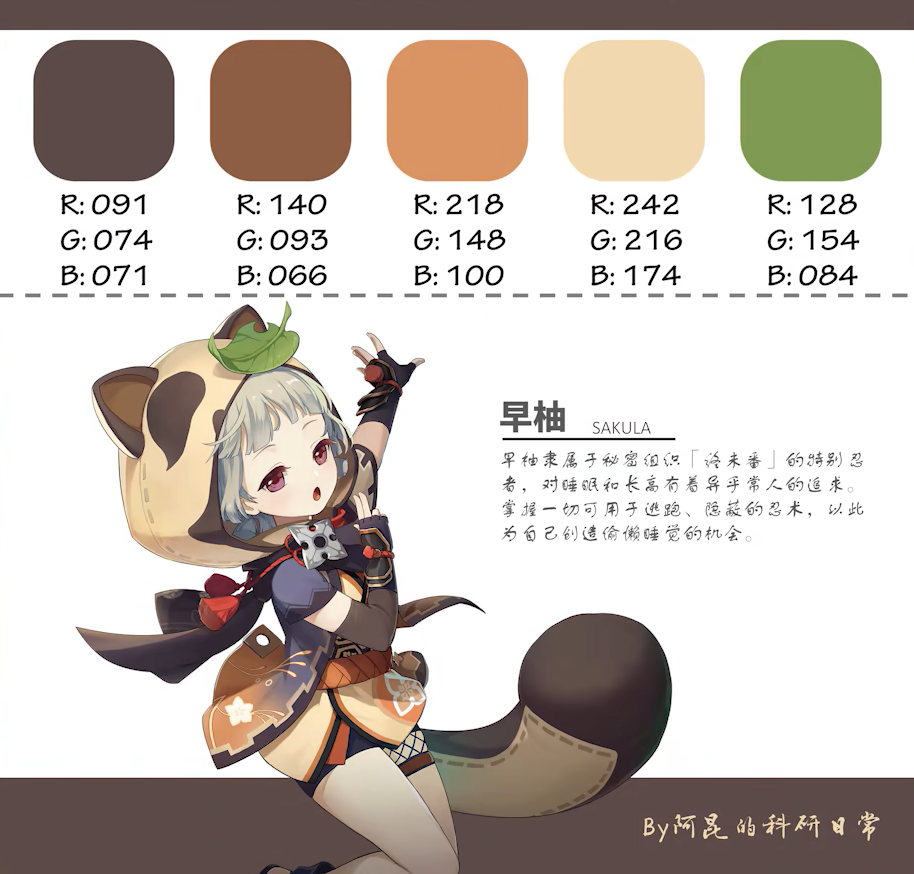 R: 091
G: 074
B: 071
R: 140
G: 093
B: 066
R: 218
G: 148
B: 100
R: 242
G: 216
B: 174
R: 128
G: 154
B: 084
早柚 SAKULA
早柚隶属于秘密组织「终末番」的特别忍
者，对睡眠和长高有着异乎常人的追求。
掌握一切可用于逃跑、隐蔽的忍术，以此
为自己创造偷懒睡觉的机会。
By阿昆的科研日常